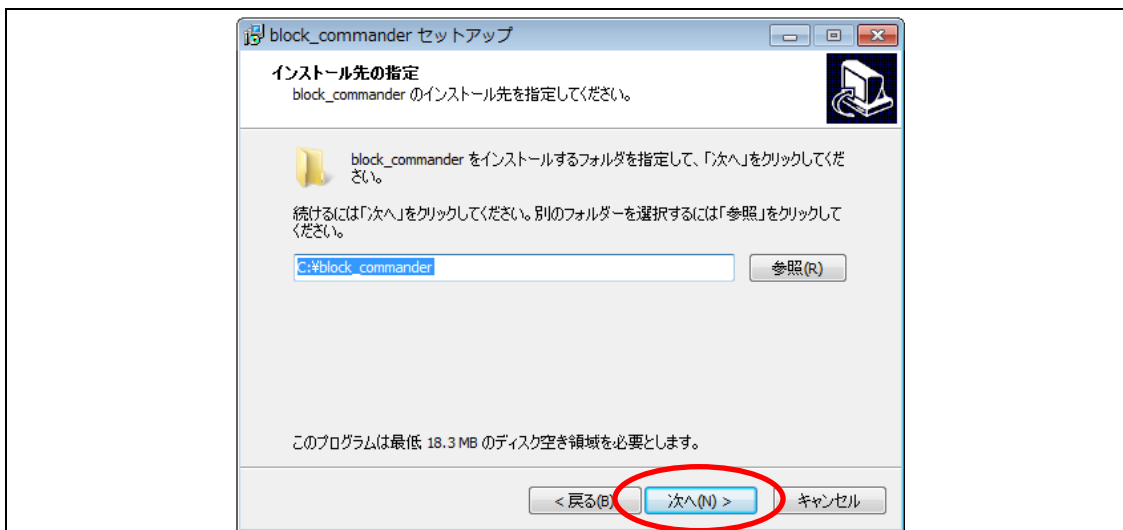 block_commander セットアップ
インストール先の指定
block_commander のインストール先を指定してください。
block_commander をインストールするフォルダを指定して、「次へ」をクリックしてくだ
さい。
続けるには「次へ」をクリックしてください。別のフォルダーを選択するには「参照」をクリックして
ください。
C:¥block_commander
参照(R)
このプログラムは最低 18.3 MB のディスク空き領域を必要とします。
< 戻る(B)
次へ(N) >
キャンセル